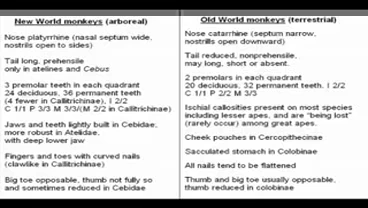 New World monkeys (arboreal)
Nose platyrrhine (nasal septum wide,
nostrils open to sides)
Tail long, prehensile
only in atelines and Cebus
3 premolar teeth in each quadrant
24 deciduous, 36 permanent teeth
(4 fewer in Callitrichinae), I 2/2
C 1/1 P 3/3 M 3/3(M 2/2 in Callitrichinae)
Jaws and teeth lightly built in Cebidae,
more robust in Atelidae,
with deep lower jaw
Fingers and toes with curved nails
(clawlike in Callitrichinae)
Big toe opposable, thumb not fully so
and sometimes reduced in Cebidae
Old World monkeys (terrestrial)
Nose catarrhine (septum narrow,
nostrils open downward)
Tail reduced, nonprehensile,
may long, short or absent.
2 premolars in each quadrant
20 deciduous, 32 permanent teeth. I 2/2
C 1/1 P 2/2 M 3/3
Ischial callosities present on most species
including lesser apes, and are "being lost"
(rarely occur) among great apes.
Cheek pouches in Cercopithecinae
Sacculated stomach in Colobinae
All nails tend to be flattened
Thumb and big toe usually opposable,
thumb reduced in colobinae